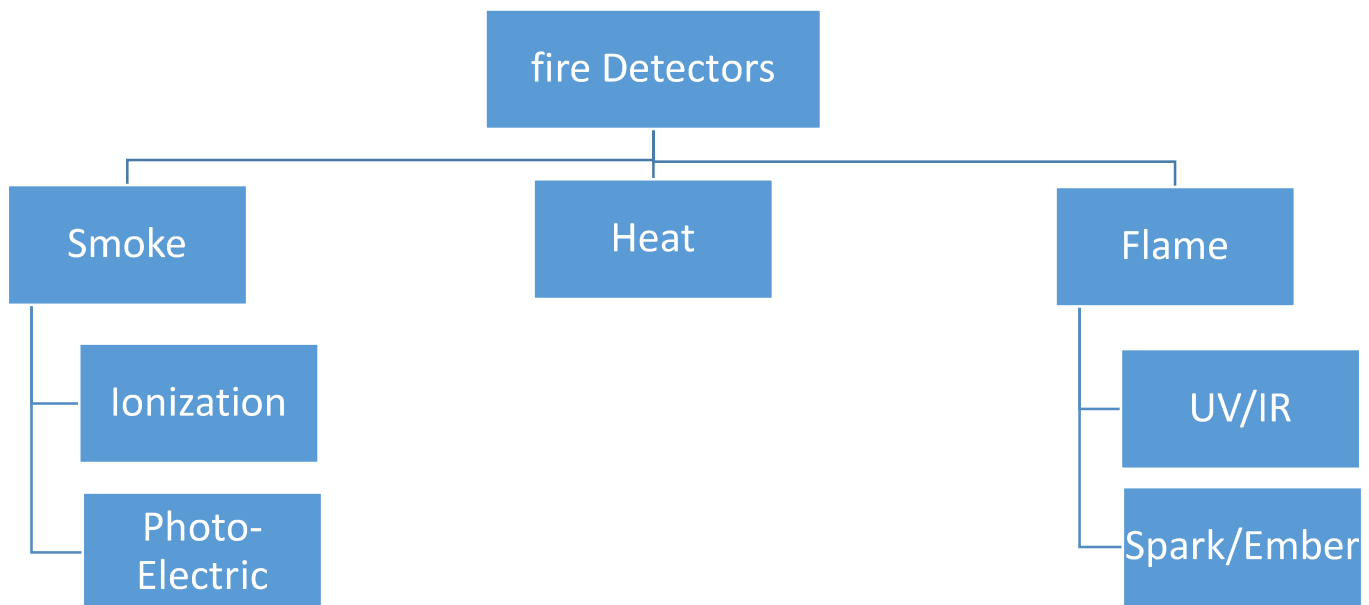 fire Detectors
Smoke
Heat
Flame
Ionization
UV/IR
Photo-
Electric
Spark/Ember